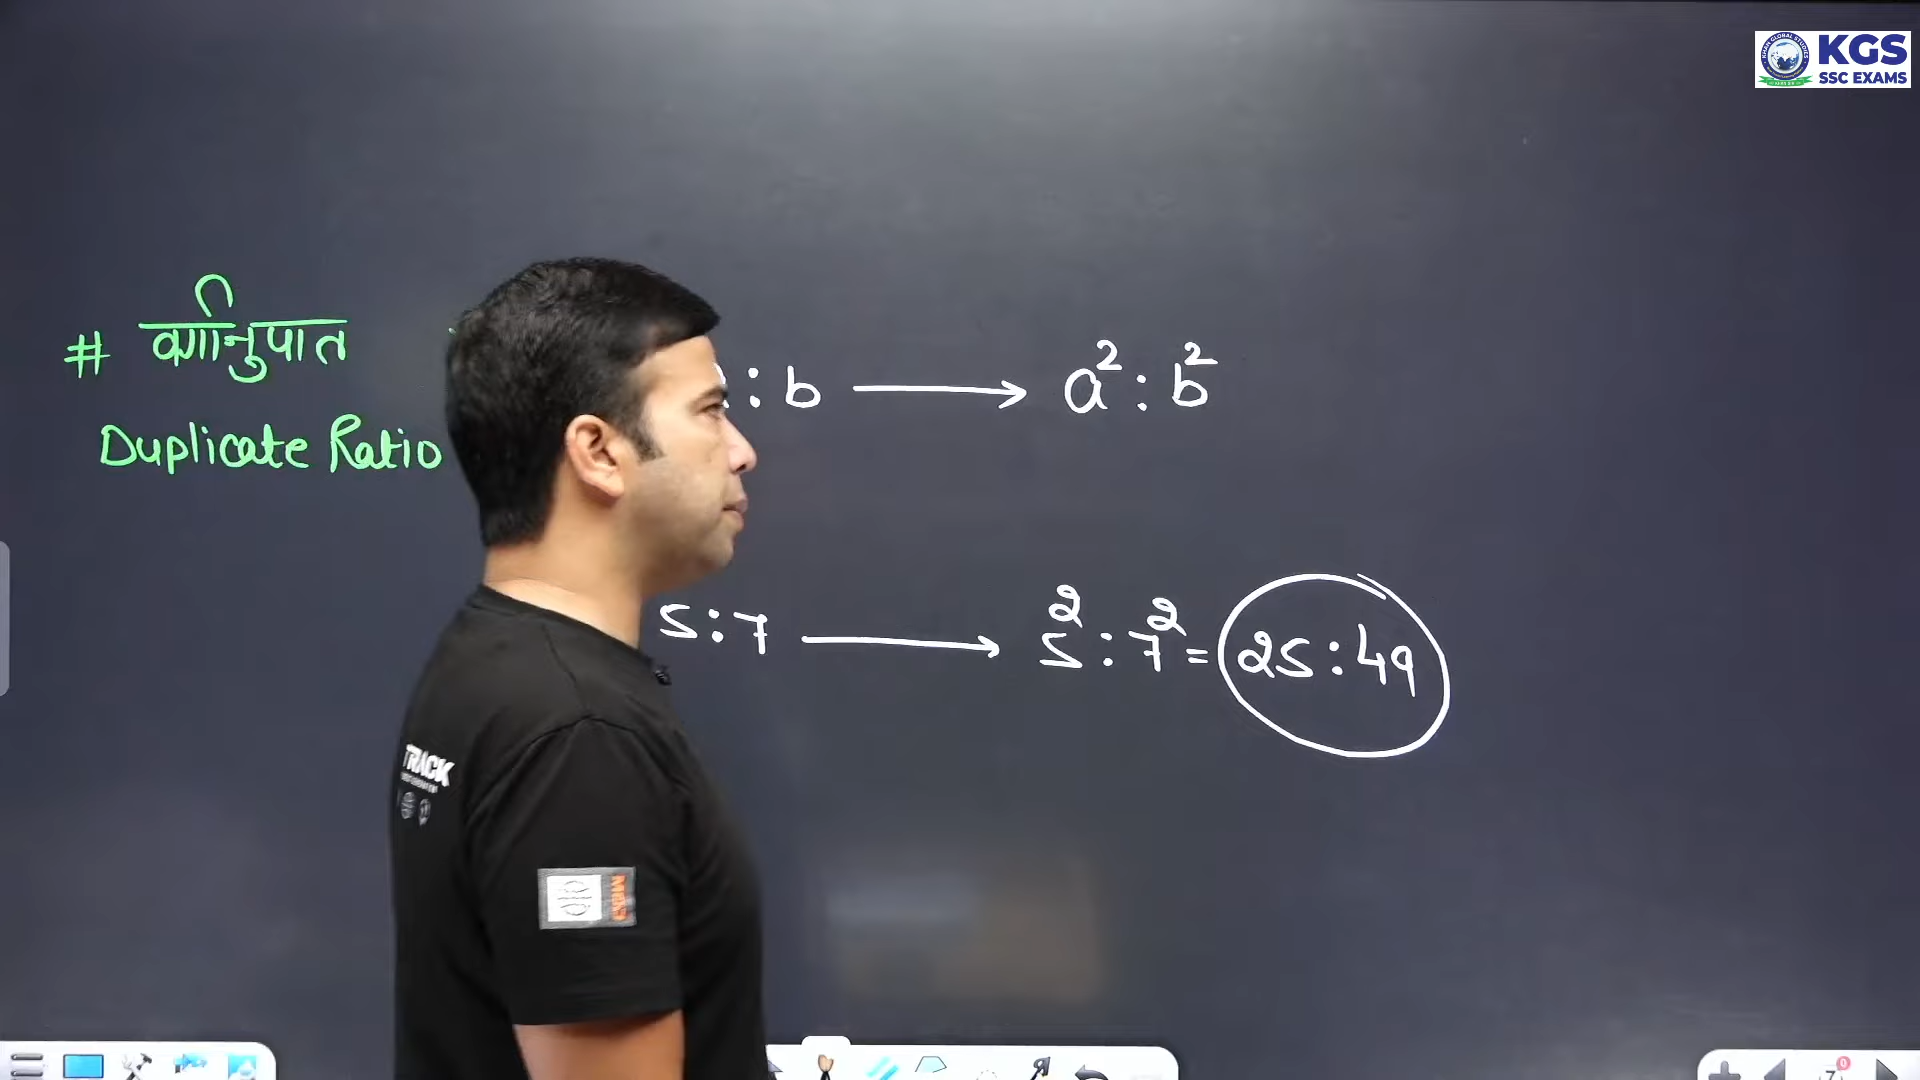 KGS
SSC EXAMS
# वर्गानुपात
Duplicate Ratio
: b → a² : b²
5 : 7 → 5² : 7² = 25 : 49
TRACK